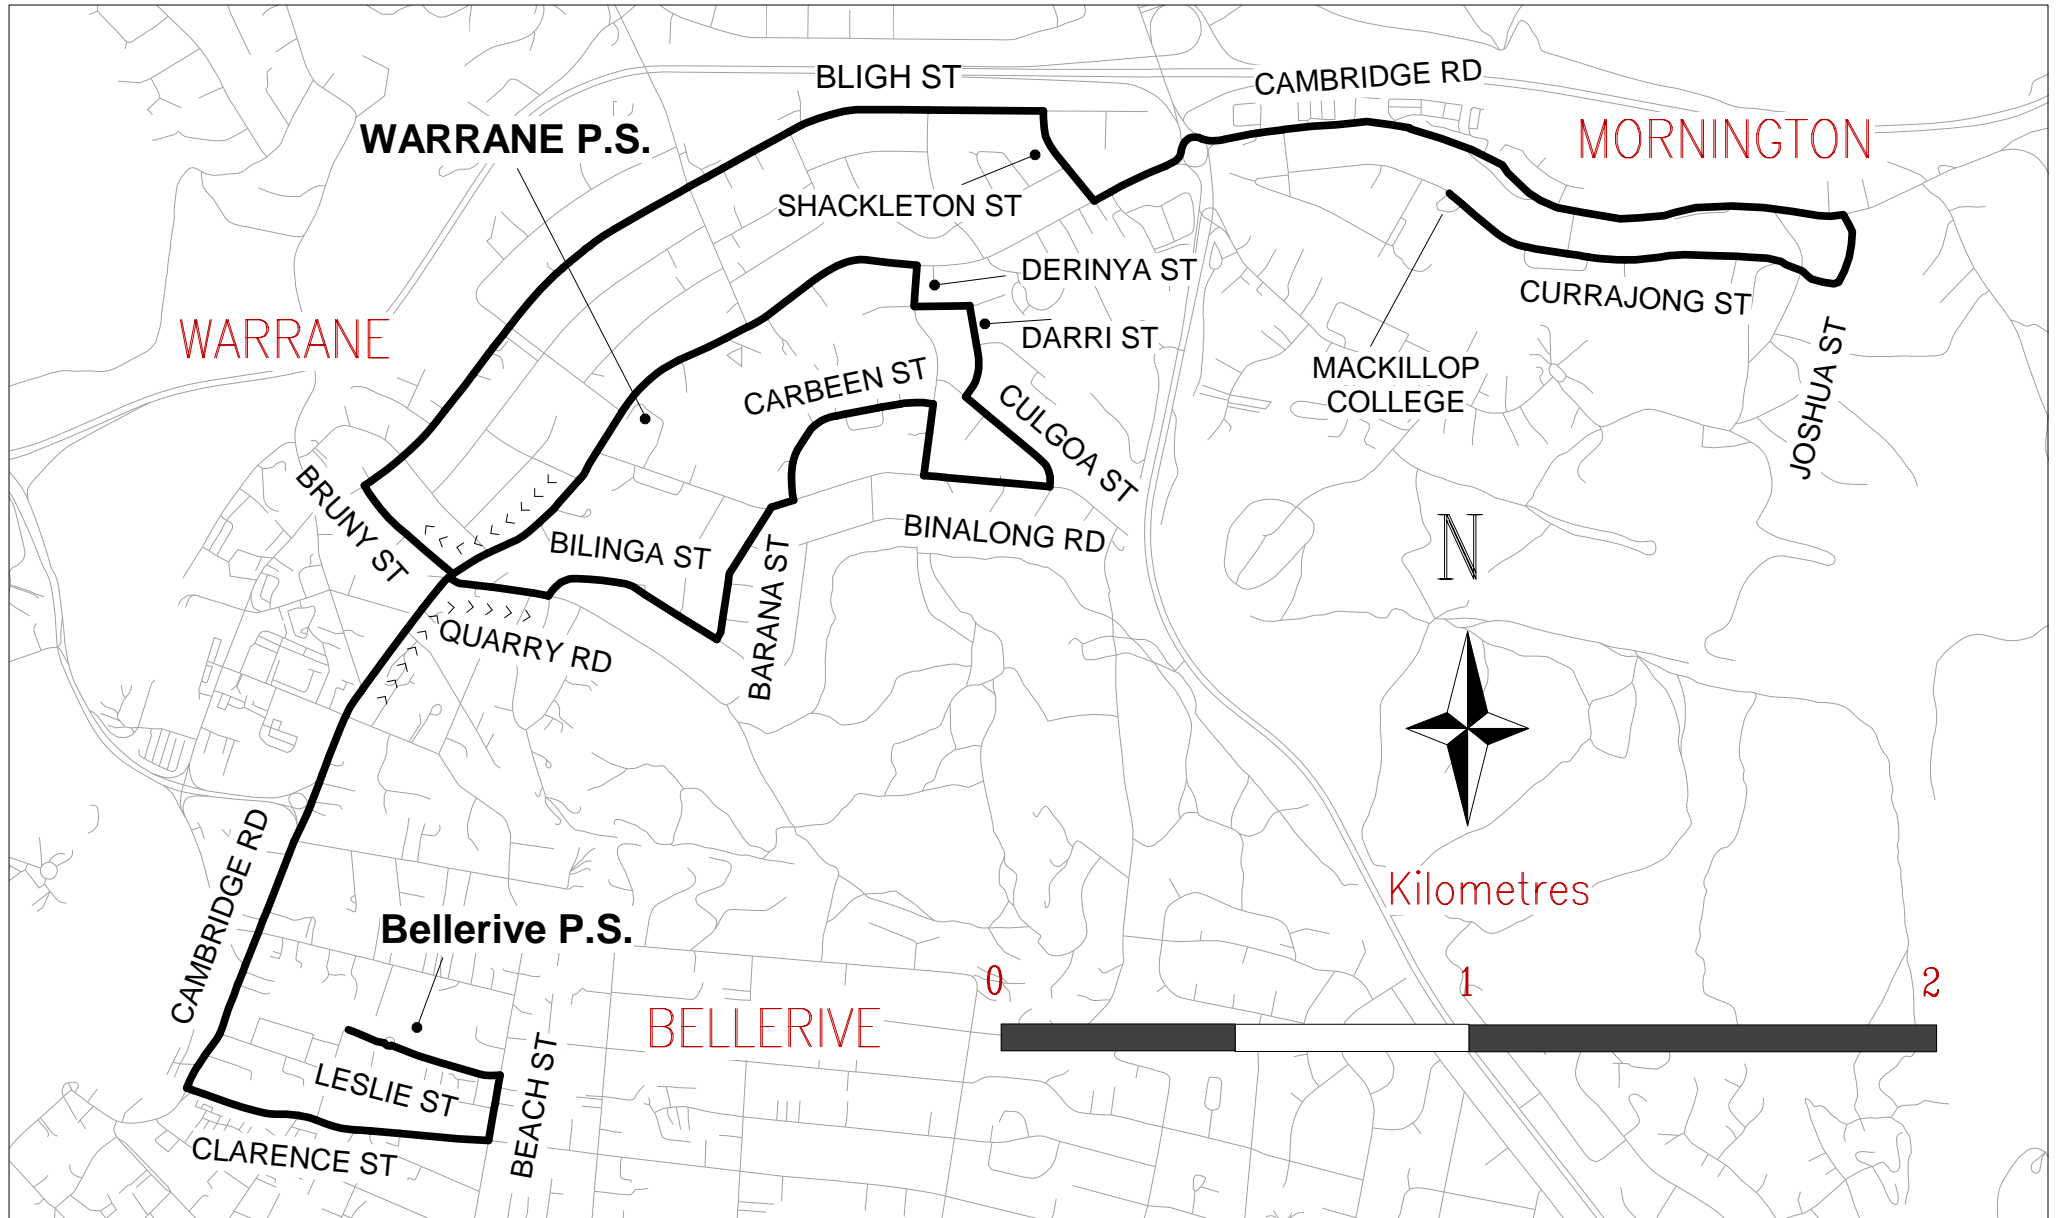 BLIGH ST
CAMBRIDGE RD
WARRANE P.S.
MORNINGTON
SHACKLETON ST
DERINYA ST
CURRAJONG ST
WARRANE
DARRI ST
MACKILLOP
COLLEGE
JOSHUA ST
CARBEEN ST
CULGOA ST
BRUNY ST
BINALONG RD
N
BILINGA ST
BARANA ST
QUARRY RD
CAMBRIDGE RD
Kilometres
Bellerive P.S.
0 1 2
BELLERIVE
LESLIE ST
BEACH ST
CLARENCE ST